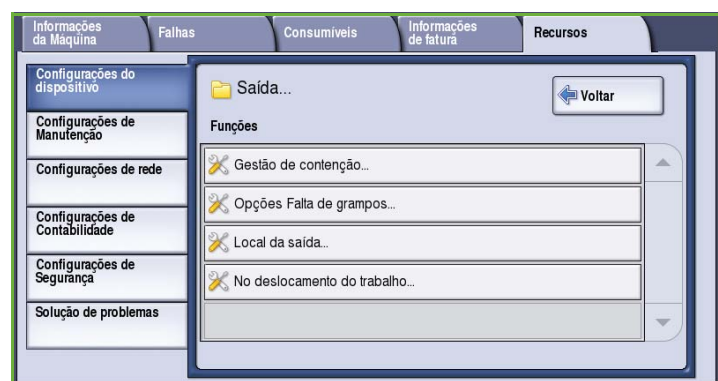 Informações
da Máquina
Falhas
Consumíveis
Informações
de fatura
Recursos
Configurações do
dispositivo
Configurações de
Manutenção
Configurações de rede
Configurações de
Contabilidade
Configurações de
Segurança
Solução de problemas
Saída...
Voltar
Funções
Gestão de contenção...
Opções Falta de grampos...
Local da saída...
No deslocamento do trabalho...